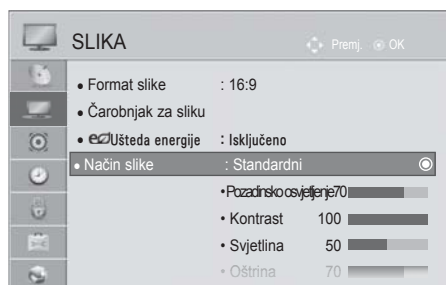 SLIKA
Premj. OK
• Format slike : 16:9
• Čarobnjak za sliku
• eco Ušteda energije : Isključeno
• Način slike : Standardni
• Pozadinsko osvjetljenje 70
• Kontrast 100
• Svjetlina 50
• Oštrina 70